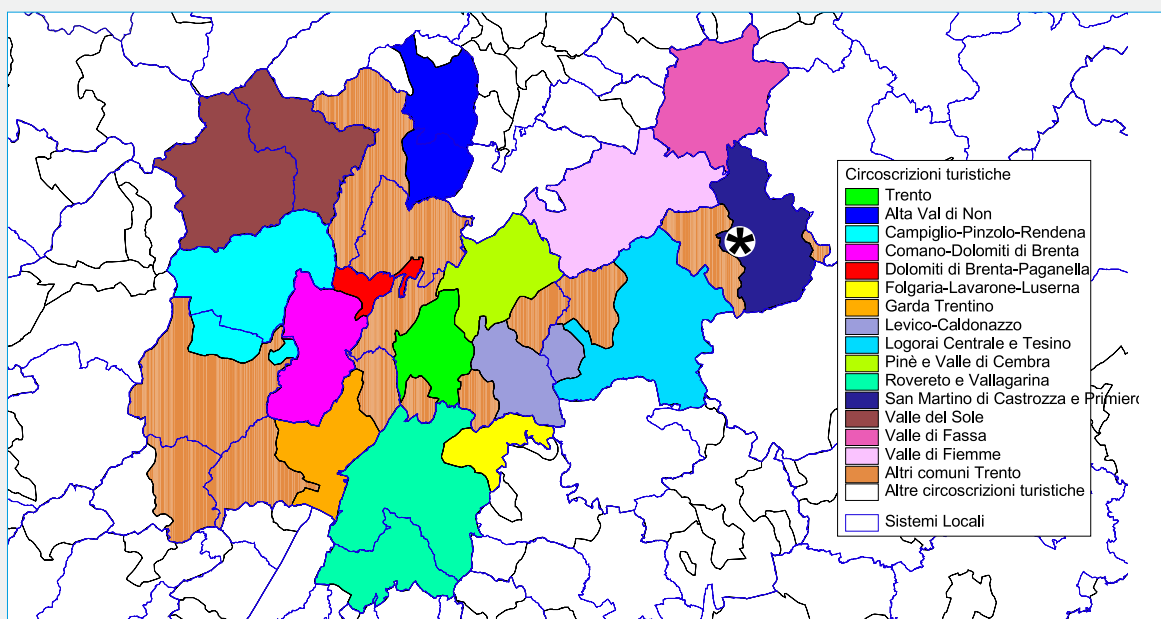 Circoscrizioni turistiche
Trento
Alta Val di Non
Campiglio-Pinzolo-Rendena
Comano-Dolomiti di Brenta
Dolomiti di Brenta-Paganella
Folgaria-Lavarone-Luserna
Garda Trentino
Levico-Caldonazzo
Logorai Centrale e Tesino
Pinè e Valle di Cembra
Rovereto e Vallagarina
San Martino di Castrozza e Primiero
Valle del Sole
Valle di Fassa
Valle di Fiemme
Altri comuni Trento
Altre circoscrizioni turistiche
Sistemi Locali
*